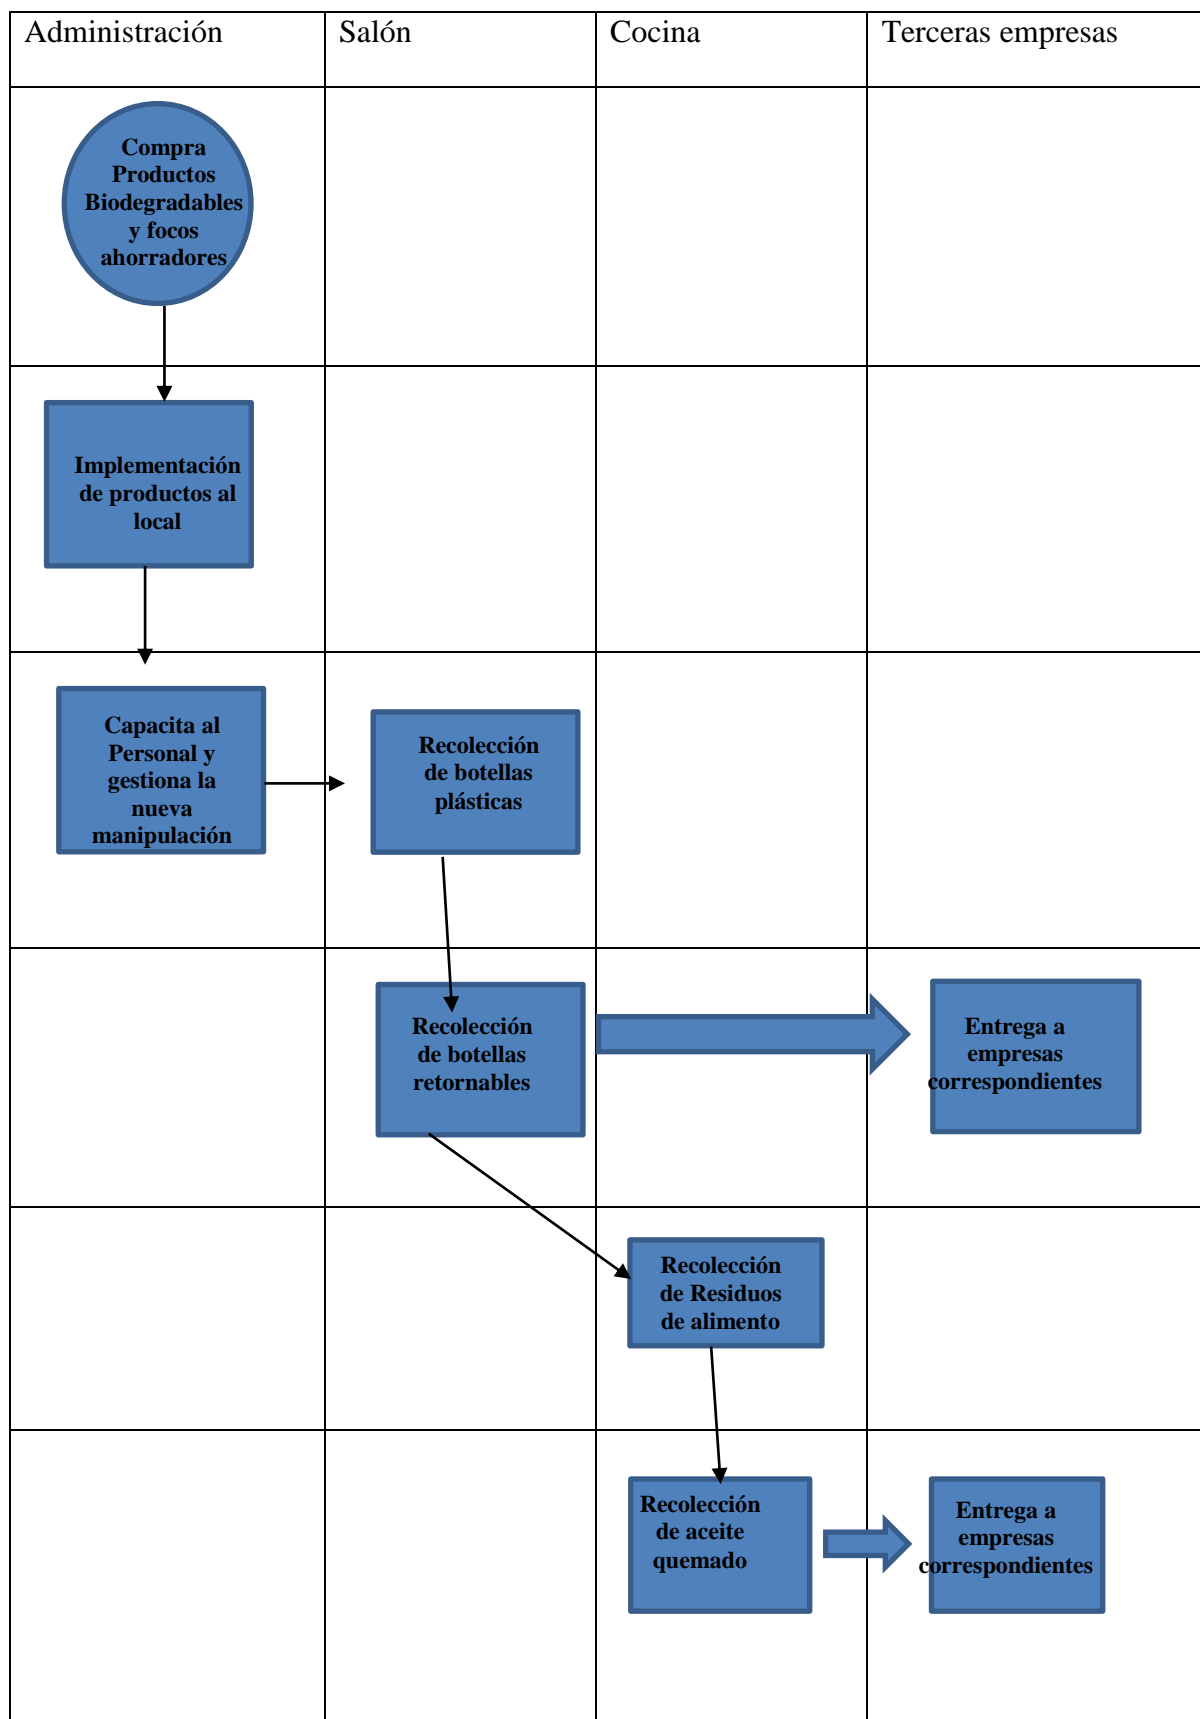 Administración
Salón
Cocina
Terceras empresas
Compra
Productos
Biodegradables
y focos
ahorradores
Implementación
de productos al
local
Capacita al
Personal y
gestiona la
nueva
manipulación
Recolección
de botellas
plásticas
Recolección
de botellas
retornables
Entrega a
empresas
correspondientes
Recolección
de Residuos
de alimento
Recolección
de aceite
quemado
Entrega a
empresas
correspondientes